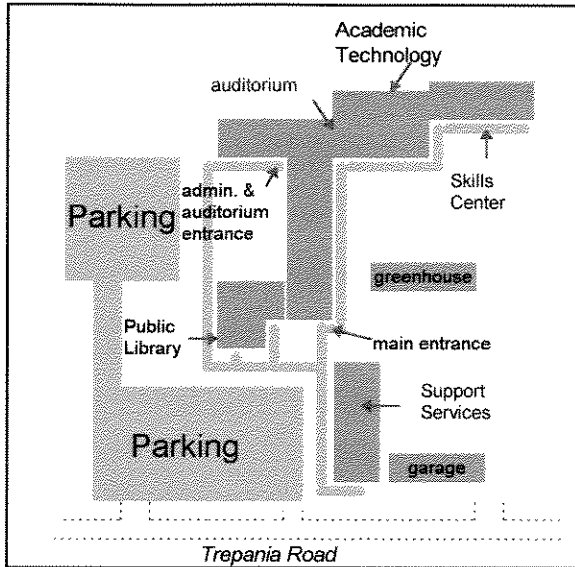 Academic
Technology
auditorium
admin. &
auditorium
entrance
Skills
Center
Parking
greenhouse
Public
Library
main entrance
Support
Services
Parking
garage
Trepania Road